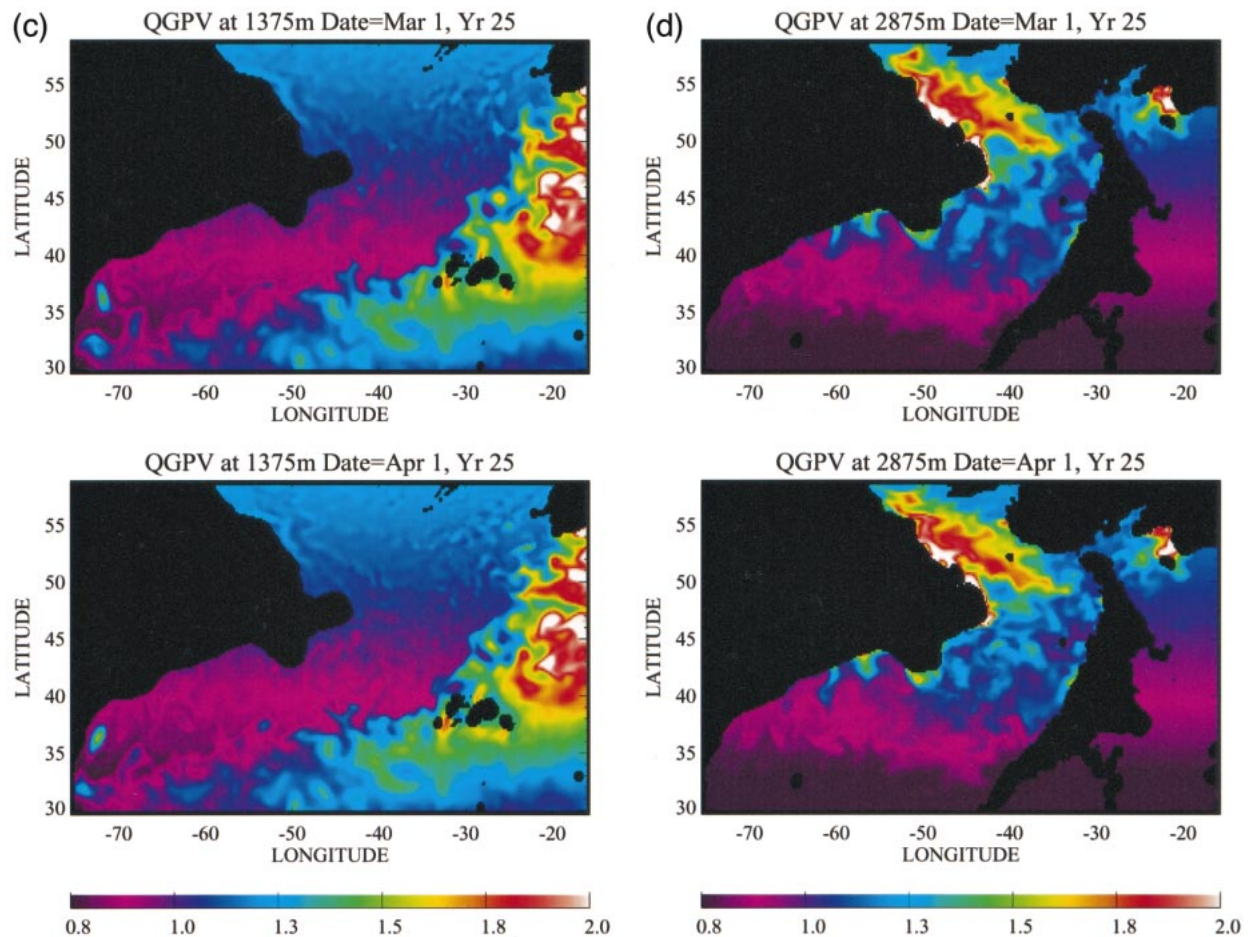 (c)
QGPV at 1375m Date=Mar 1, Yr 25
LATITUDE
55
50
45
40
35
30
-70 -60 -50 -40 -30 -20
LONGITUDE
(d)
QGPV at 2875m Date=Mar 1, Yr 25
LATITUDE
55
50
45
40
35
30
-70 -60 -50 -40 -30 -20
LONGITUDE
QGPV at 1375m Date=Apr 1, Yr 25
LATITUDE
55
50
45
40
35
30
-70 -60 -50 -40 -30 -20
LONGITUDE
QGPV at 2875m Date=Apr 1, Yr 25
LATITUDE
55
50
45
40
35
30
-70 -60 -50 -40 -30 -20
LONGITUDE
0.8 1.0 1.3 1.5 1.8 2.0
0.8 1.0 1.3 1.5 1.8 2.0